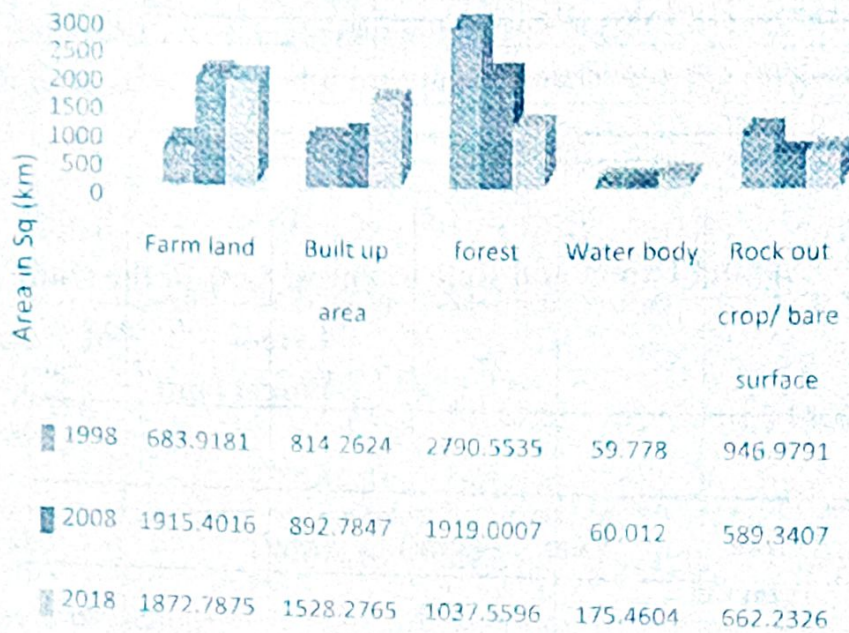 3000
2500
2000
1500
1000
500
0
Area in Sq (km)
Farm land Built up area forest Water body Rock out crop/ bare surface
1998 683.9181 814.2624 2790.5535 59.778 946.9791
2008 1915.4016 892.7847 1919.0007 60.012 589.3407
2018 1872.7875 1528.2765 1037.5596 175.4604 662.2326